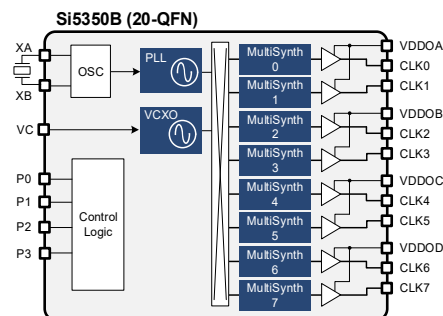 Si5350B (20-QFN)
XA
XB
OSC
PLL
VC
VCXO
P0
P1
P2
P3
Control
Logic
MultiSynth
0
MultiSynth
1
MultiSynth
2
MultiSynth
3
MultiSynth
4
MultiSynth
5
MultiSynth
6
MultiSynth
7
VDDOA
CLK0
CLK1
VDDOB
CLK2
CLK3
VDDOC
CLK4
CLK5
VDDOD
CLK6
CLK7